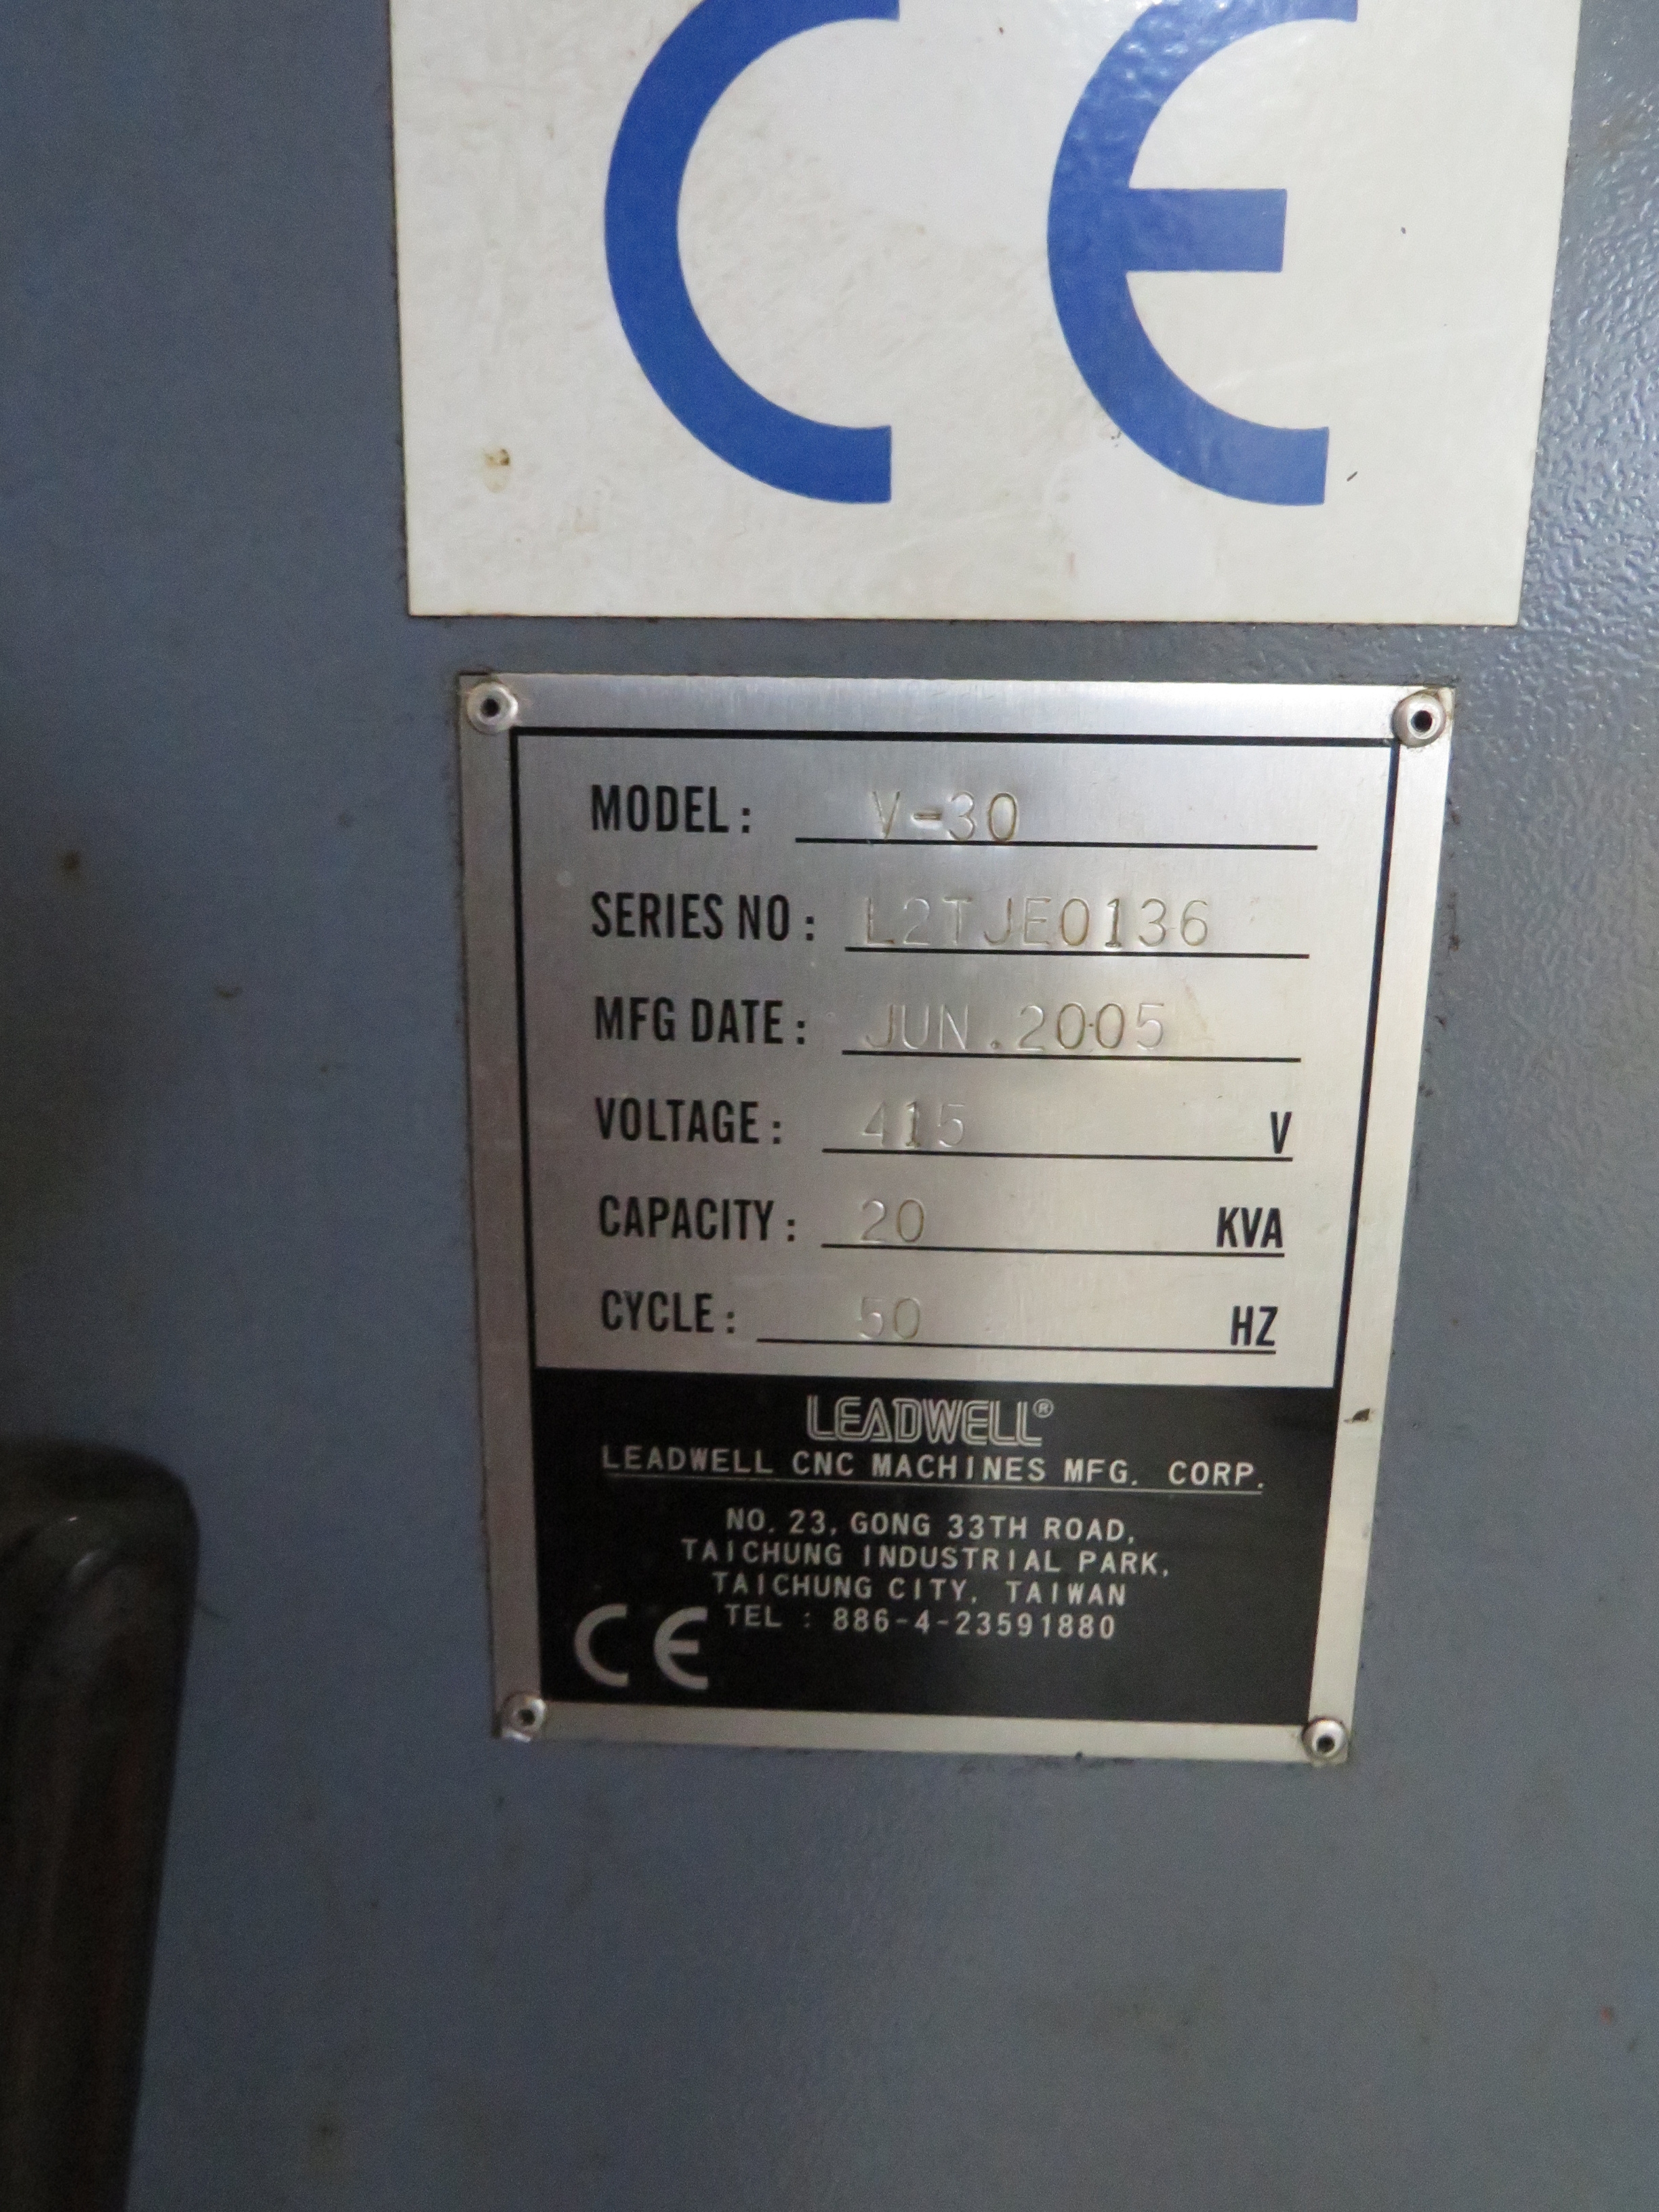 CE
MODEL: V-30
SERIES NO: L2TJE0136
MFG DATE: JUN.2005
VOLTAGE: 415 V
CAPACITY: 20 KVA
CYCLE: 50 HZ
LEADWELL®
LEADWELL CNC MACHINES MFG. CORP.
NO. 23, GONG 33TH ROAD,
TAICHUNG INDUSTRIAL PARK,
TAICHUNG CITY, TAIWAN
TEL : 886-4-23591880
CE